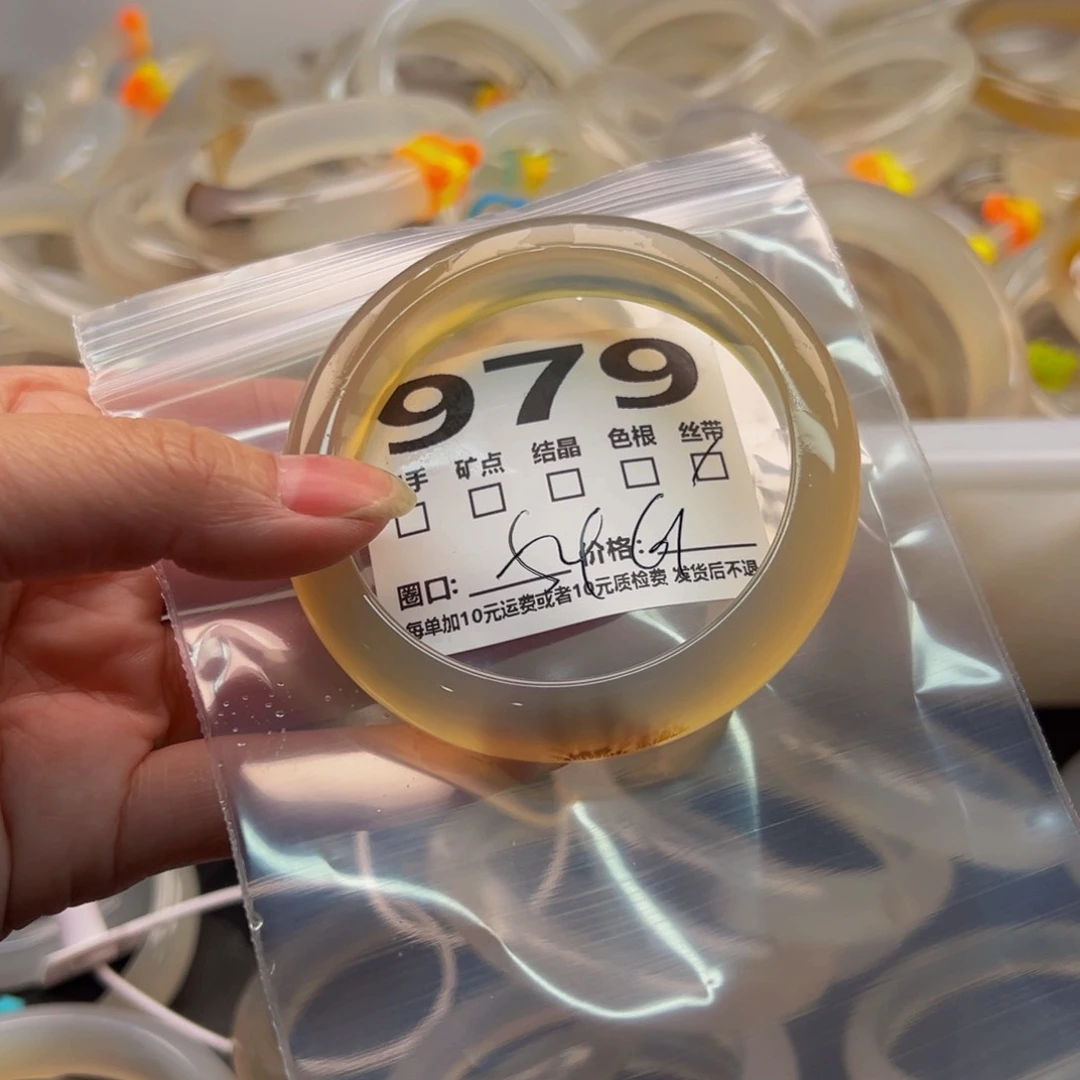 979
手 矿点 结晶 色根 丝带
圈口: 价格:
每单加10元运费或者10元质检费 发货后不退